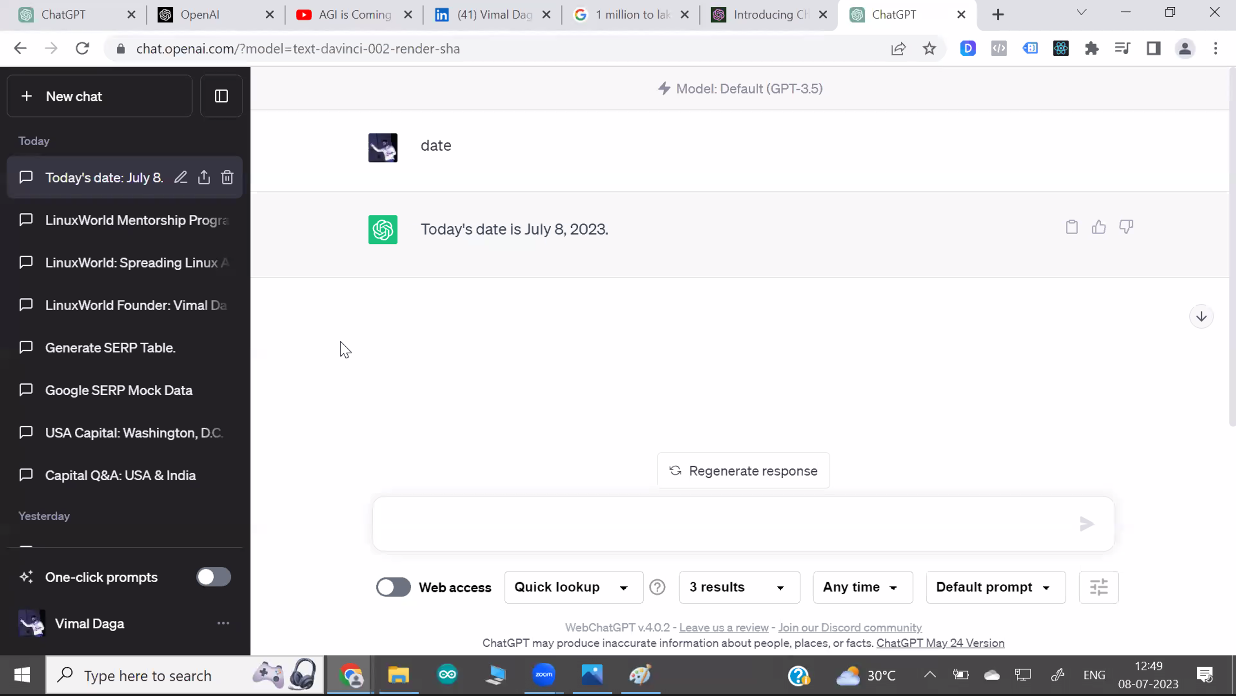 ChatGPT
OpenAI
AGI is Coming
(41) Vimal Dag
1 million to lak
Introducing Ch
ChatGPT
chat.openai.com/?model=text-davinci-002-render-sha
New chat
Today
Today's date: July 8.
LinuxWorld Mentorship Progra
LinuxWorld: Spreading Linux A
LinuxWorld Founder: Vimal Da
Generate SERP Table.
Google SERP Mock Data
USA Capital: Washington, D.C.
Capital Q&A: USA & India
Yesterday
One-click prompts
Vimal Daga
Model: Default (GPT-3.5)
date
Today's date is July 8, 2023.
Regenerate response
Web access
Quick lookup
3 results
Any time
Default prompt
WebChatGPT v.4.0.2 - Leave us a review - Join our Discord community
ChatGPT may produce inaccurate information about people, places, or facts. ChatGPT May 24 Version
Type here to search
zoom
30°C
ENG
12:49
08-07-2023